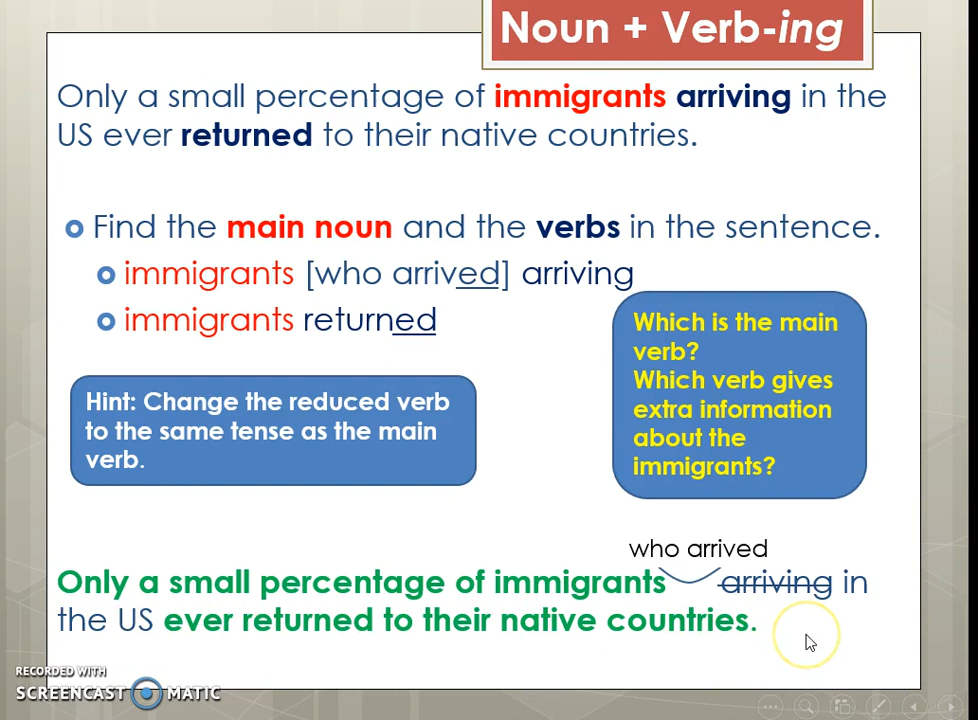 Noun + Verb-ing
Only a small percentage of immigrants arriving in the
US ever returned to their native countries.
Find the main noun and the verbs in the sentence.
immigrants [who arrived] arriving
immigrants returned
Which is the main
verb?
Which verb gives
extra information
about the
immigrants?
Hint: Change the reduced verb
to the same tense as the main
verb.
who arrived
Only a small percentage of immigrants arriving in
the US ever returned to their native countries.
RECORDED WITH
SCREENCAST MATIC